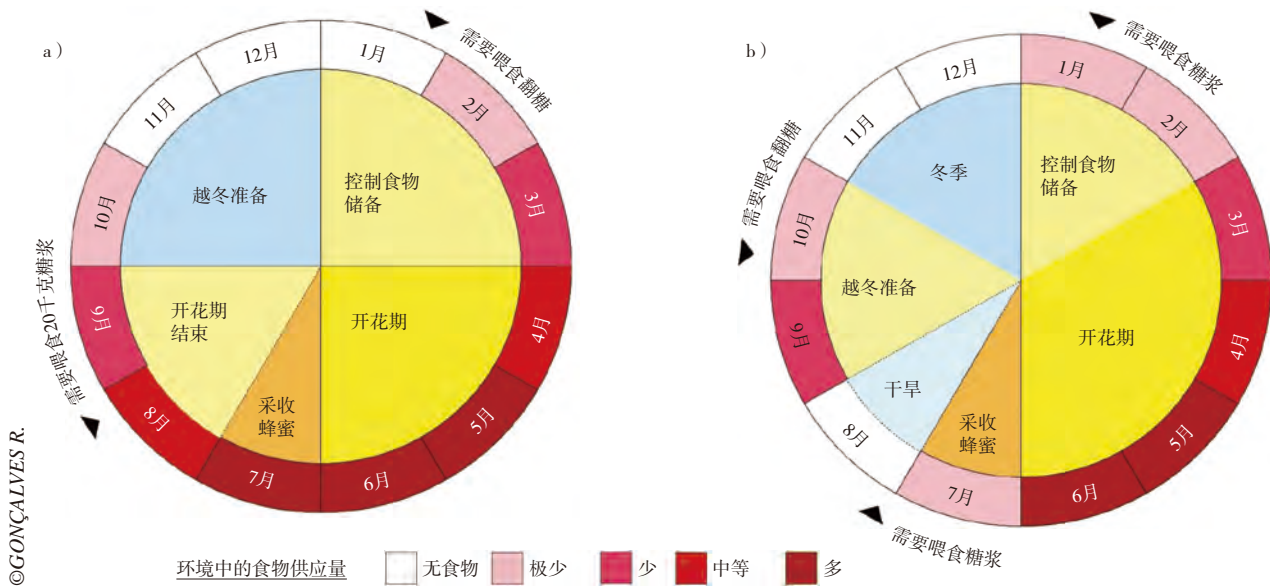 a）
需要喂食翻糖
1月
2月
3月
4月
5月
6月
7月
8月
9月
10月
11月
12月
越冬准备
控制食物
储备
开花期
结束
采收
蜂蜜
开花期
需要喂食20千克糖浆
b）
需要喂食糖浆
需要喂食翻糖
1月
2月
3月
4月
5月
6月
7月
8月
9月
10月
11月
12月
冬季
控制食物
储备
越冬准备
开花期
干旱
采收
蜂蜜
需要喂食糖浆
©GONÇALVES R.
环境中的食物供应量
无食物
极少
少
中等
多